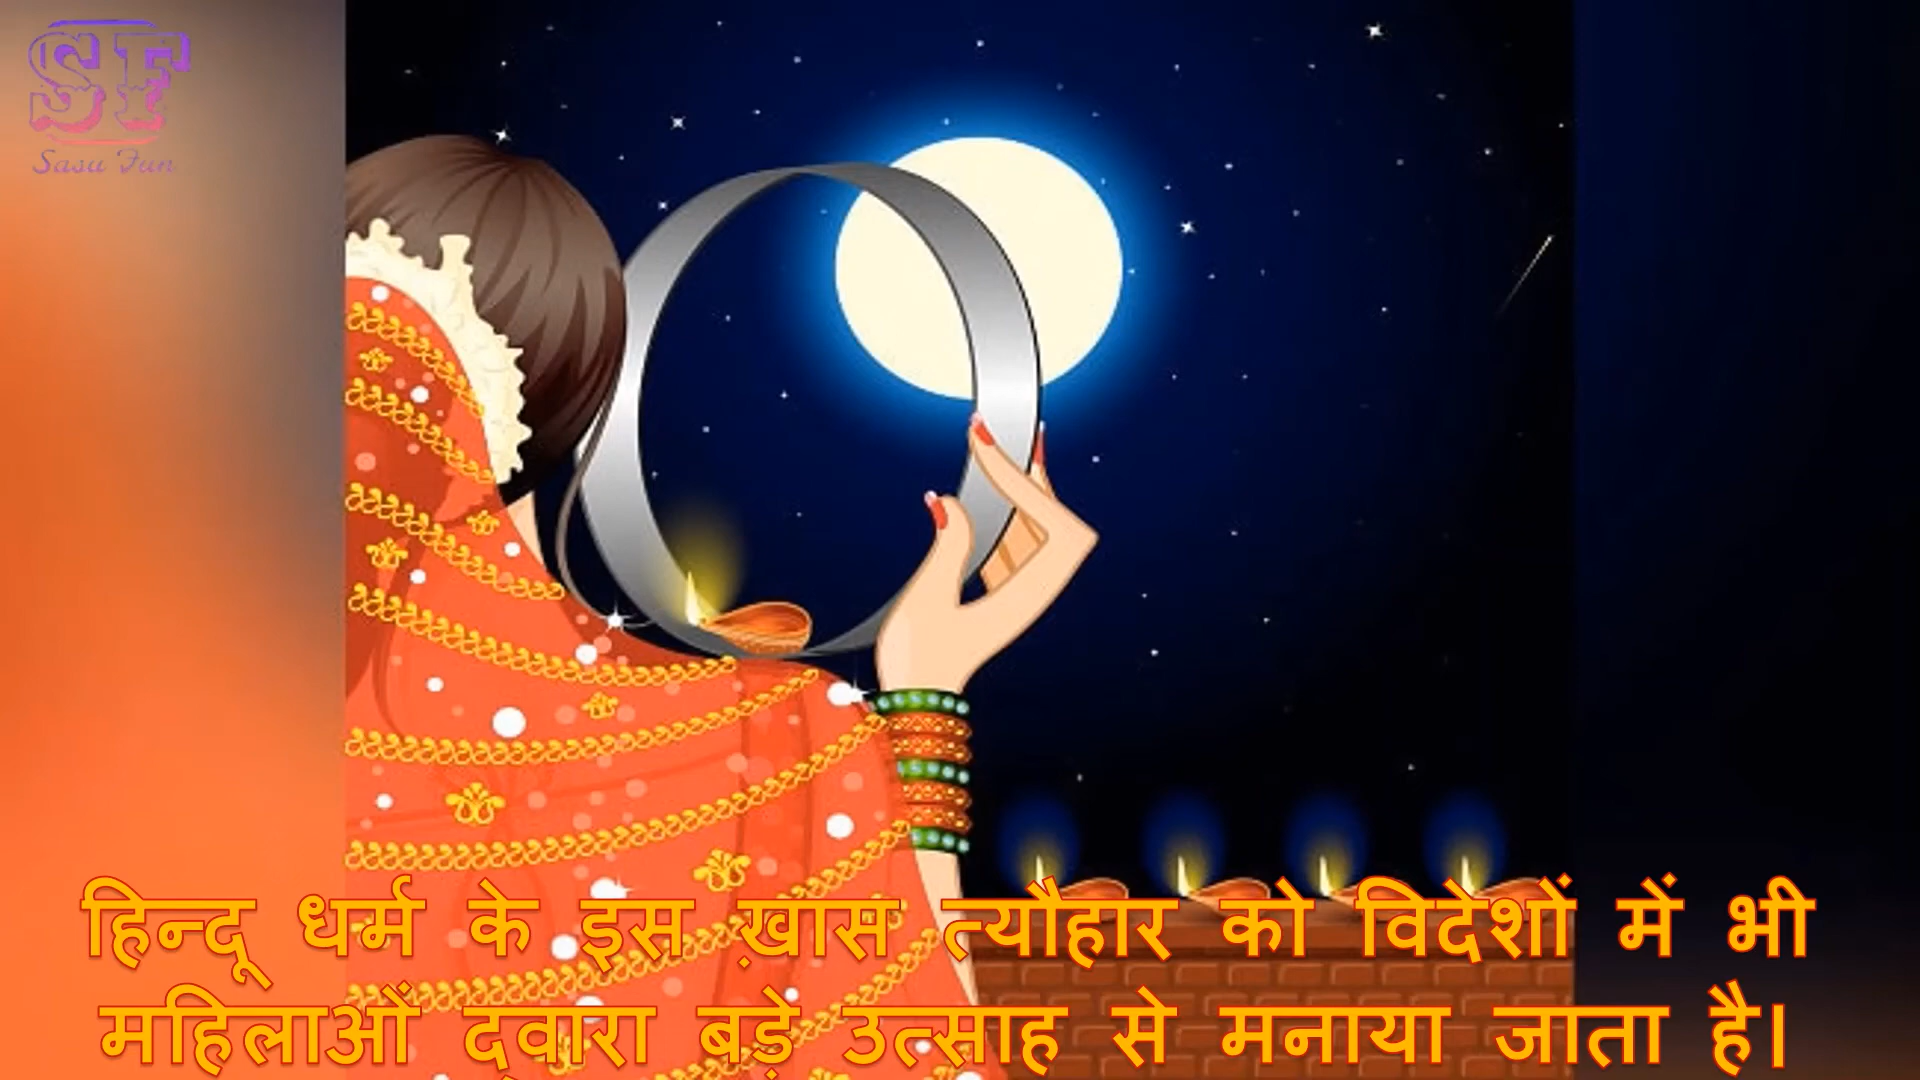 SF
Sasu Fun
हिन्दू धर्म के इस ख़ास त्यौहार को विदेशों में भी
महिलाओं द्वारा बड़े उत्साह से मनाया जाता है।